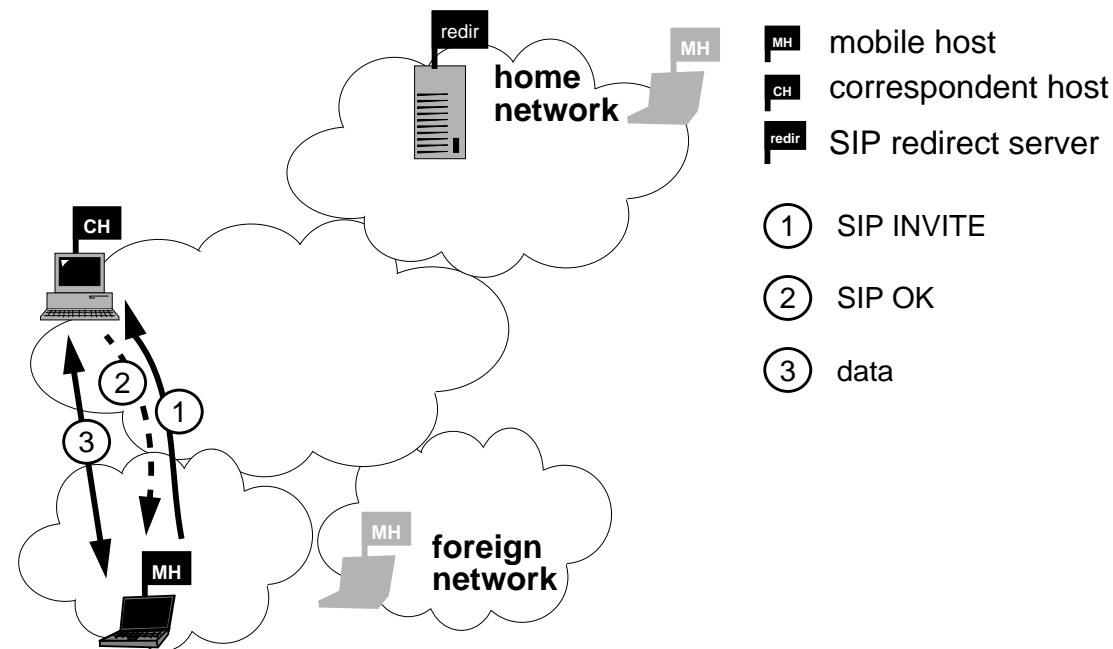 redir
MH
home
network
CH
2
1
3
MH
foreign
network
MH
MH mobile host
CH correspondent host
redir SIP redirect server
1 SIP INVITE
2 SIP OK
3 data